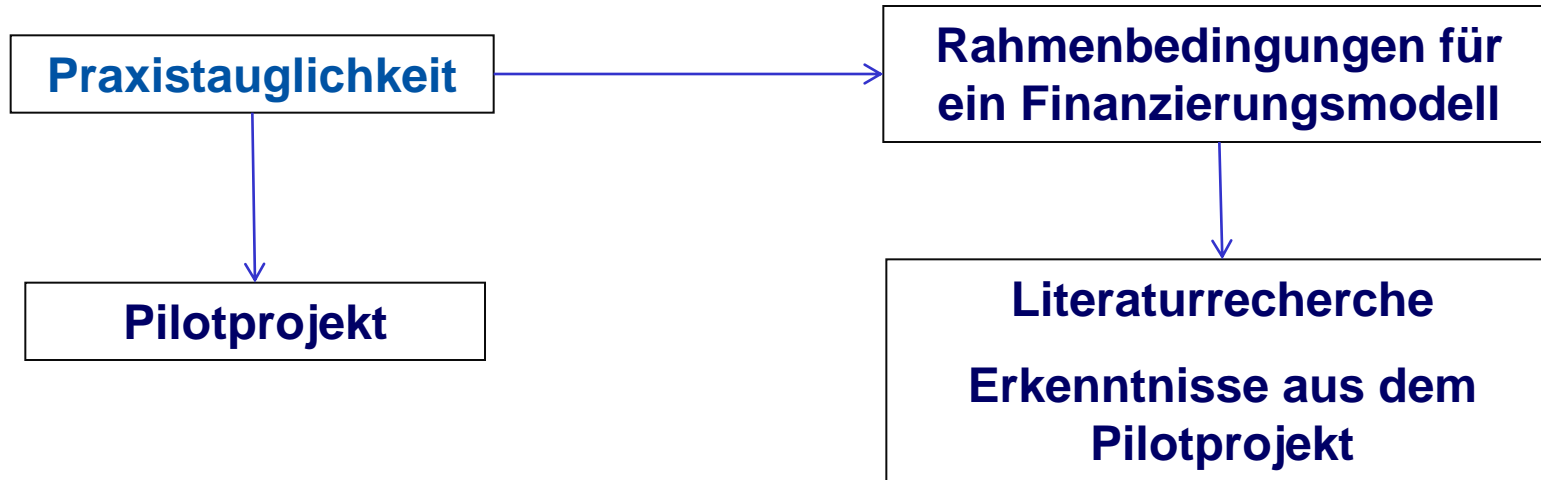 Praxistauglichkeit
Rahmenbedingungen für
ein Finanzierungsmodell
Pilotprojekt
Literaturrecherche
Erkenntnisse aus dem
Pilotprojekt